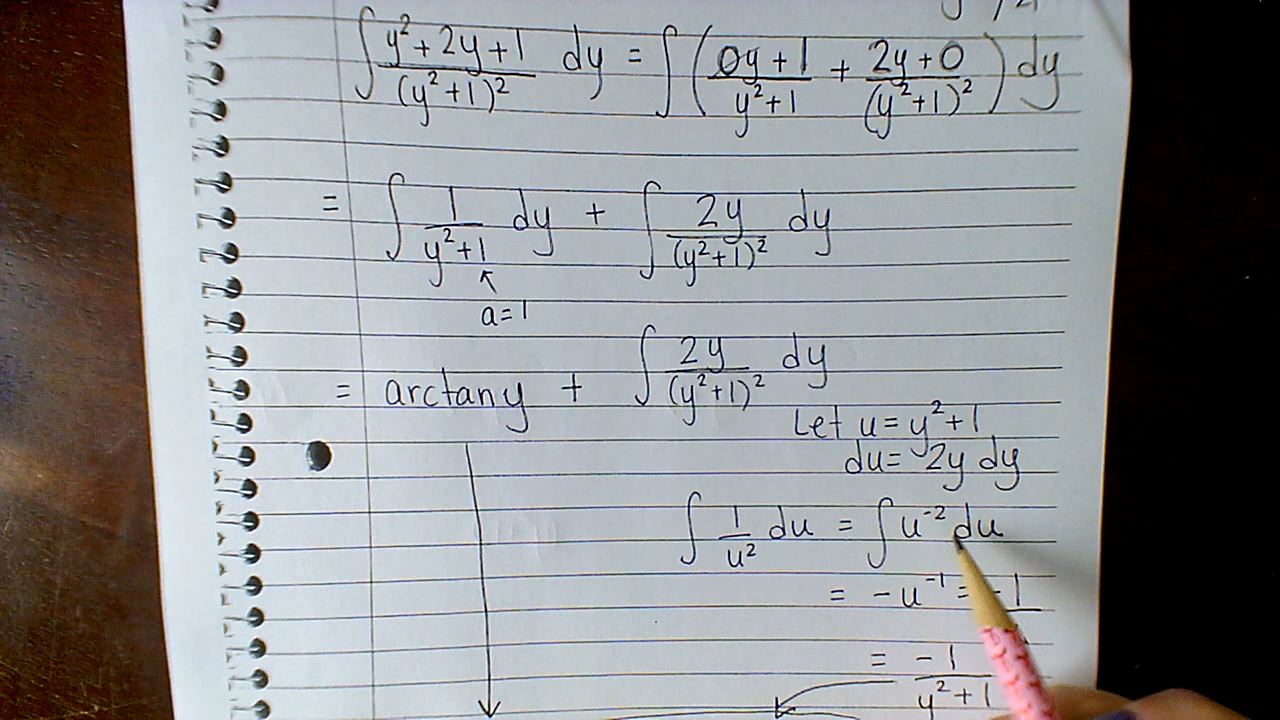 ∫ (y² + 2y + 1)/(y² + 1)² dy = ∫ ( (0y + 1)/(y² + 1) + (2y + 0)/(y² + 1)² ) dy
= ∫ 1/(y² + 1) dy + ∫ 2y/(y² + 1)² dy
a = 1
= arctan y + ∫ 2y/(y² + 1)² dy
Let u = y² + 1
du = 2y dy
∫ 1/u² du = ∫ u⁻² du
= -u⁻¹ = -1
= -1/(y² + 1)